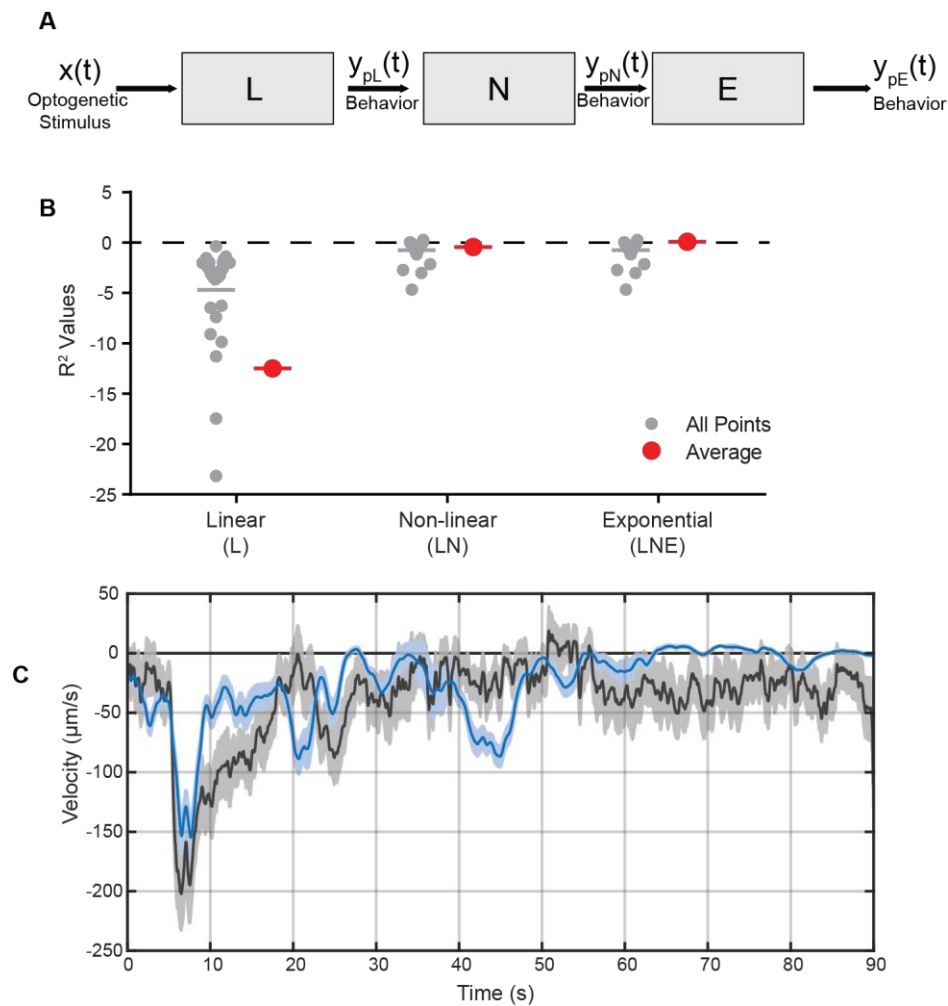 A
x(t)
Optogenetic
Stimulus
L
y_pL(t)
Behavior
N
y_pN(t)
Behavior
E
y_pE(t)
Behavior
B
R² Values
5
0
-5
-10
-15
-20
-25
All Points
Average
Linear
(L)
Non-linear
(LN)
Exponential
(LNE)
C
Velocity (µm/s)
50
0
-50
-100
-150
-200
-250
0 10 20 30 40 50 60 70 80 90
Time (s)